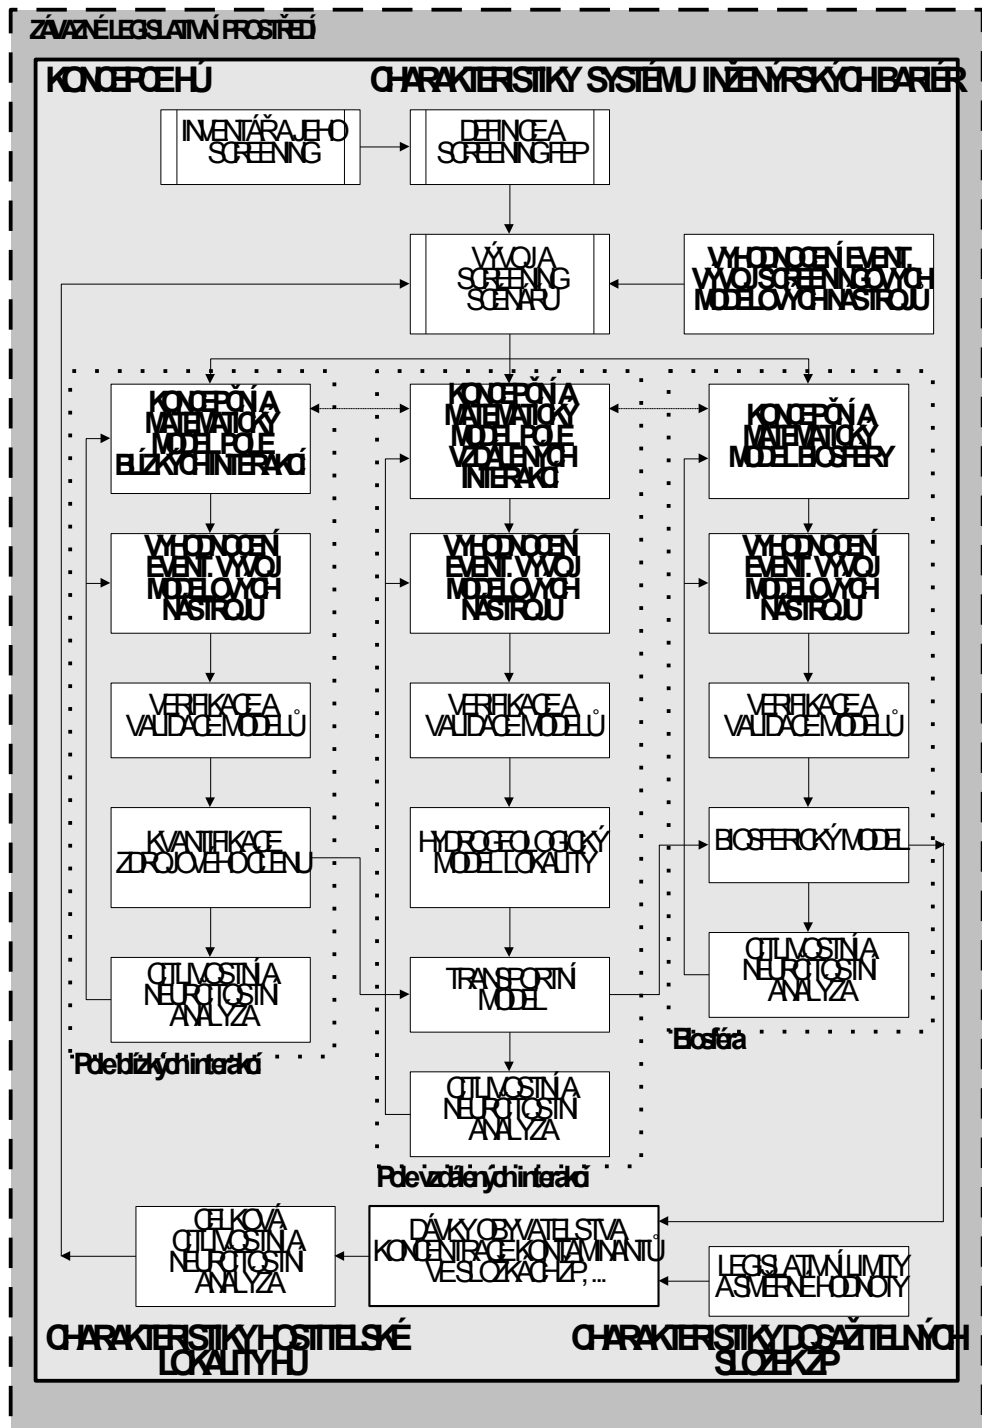 ZÁVAZNÉ LEGISLATIVNÍ PROSTŘEDÍ
KONCEPCE HÚ
CHARAKTERISTIKY SYSTÉMU INŽENÝRSKÝCH BARIÉR
INVENTÁŘ A JEHO
SCREENING
DEFINICE A
SCREENING FEP
VÝVOJ A
SCREENING
SCÉNÁŘŮ
VYHODNOCENÍ EVENT.
VÝVOJ SCREENINGOVÝCH
MODELOVÝCH NÁSTROJŮ
KONCEPČNÍ A
MATEMATICKÝ
MODEL POLE
BLÍZKÝCH INTERAKCÍ
KONCEPČNÍ A
MATEMATICKÝ
MODEL POLE
VZDÁLENÝCH
INTERAKCÍ
KONCEPČNÍ A
MATEMATICKÝ
MODEL BIOSFÉRY
VYHODNOCENÍ
EVENT. VÝVOJ
MODELOVÝCH
NÁSTROJŮ
VYHODNOCENÍ
EVENT. VÝVOJ
MODELOVÝCH
NÁSTROJŮ
VYHODNOCENÍ
EVENT. VÝVOJ
MODELOVÝCH
NÁSTROJŮ
VERIFIKACE A
VALIDACE MODELŮ
VERIFIKACE A
VALIDACE MODELŮ
VERIFIKACE A
VALIDACE MODELŮ
KVANTIFIKACE
ZDROJOVÉHO ČLENU
HYDROGEOLOGICKÝ
MODEL LOKALITY
BIOSFERICKÝ MODEL
CITLIVOSTNÍ A
NEURČITOSTNÍ
ANALÝZA
TRANSPORTNÍ
MODEL
CITLIVOSTNÍ A
NEURČITOSTNÍ
ANALÝZA
Pole blízkých interakcí
Biosféra
CITLIVOSTNÍ A
NEURČITOSTNÍ
ANALÝZA
Pole vzdálených interakcí
CELKOVÁ
CITLIVOSTNÍ A
NEURČITOSTNÍ
ANALÝZA
DÁVKY OBYVATELSTVA
KONCENTRACE KONTAMINANTŮ
VE SLOŽKÁCH ŽP, ...
LEGISLATIVNÍ LIMITY
A SMĚRNÉ HODNOTY
CHARAKTERISTIKY HOSTITELSKÉ
LOKALITY HÚ
CHARAKTERISTIKY DOSAŽITELNÝCH
SLOŽEK ŽP